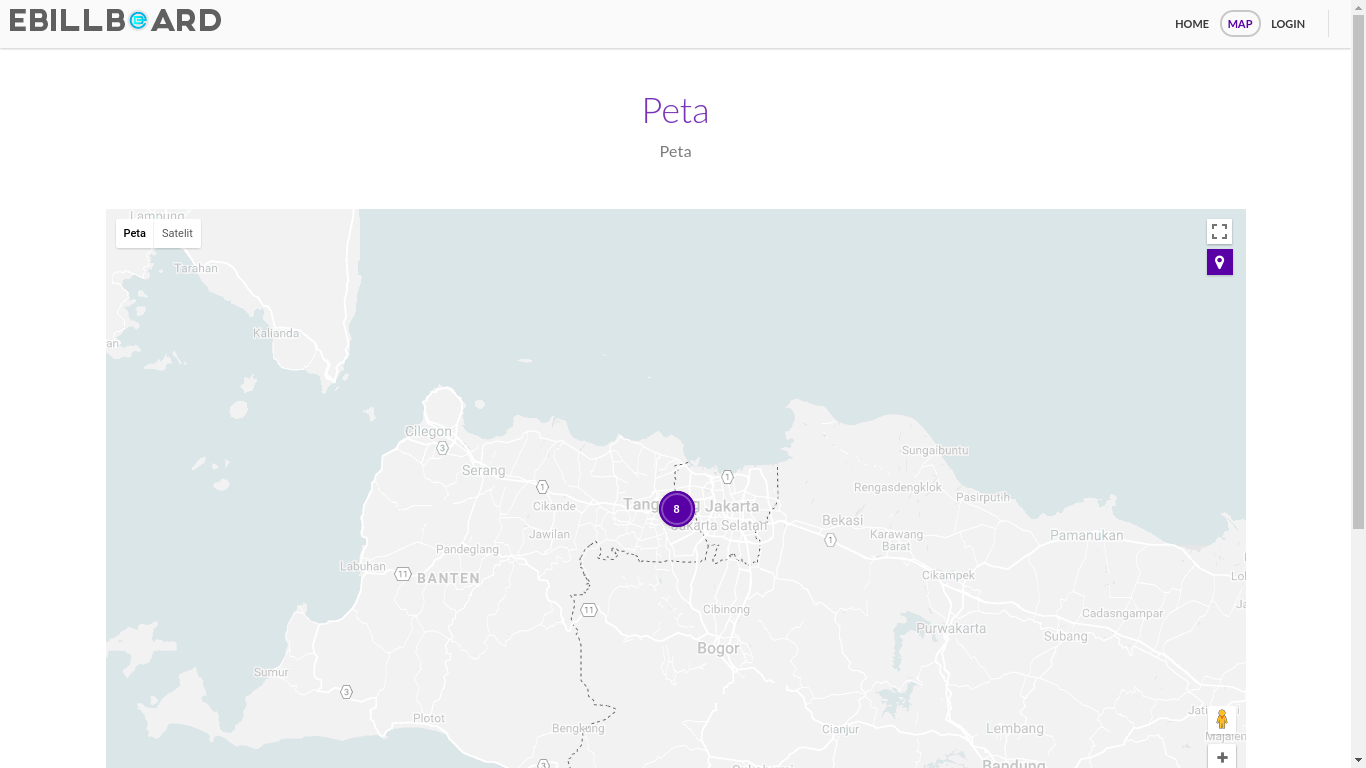 EBILLBOARD
HOME MAP LOGIN
Peta
Peta
Lampung
Peta Satelit
Tarahan
Kalianda
an
Cilegon
3
Sungaibuntu
Serang
1
1
Rengasdengklok
Pasirputih
Cikande
8
Jakarta
Jakarta Selatan
Bekasi
Jawilan
Karawang
Barat
1
Pamanukan
Pandeglang
Labuhan
11
BANTEN
Cikampek
Lo
Cibinong
11
Cadasngampar
Ja
Purwakarta
Subang
Bogor
Sumur
3
Plotot
Bengkung
Cianjur
Lembang
Jati
Majalen
3
Bandung